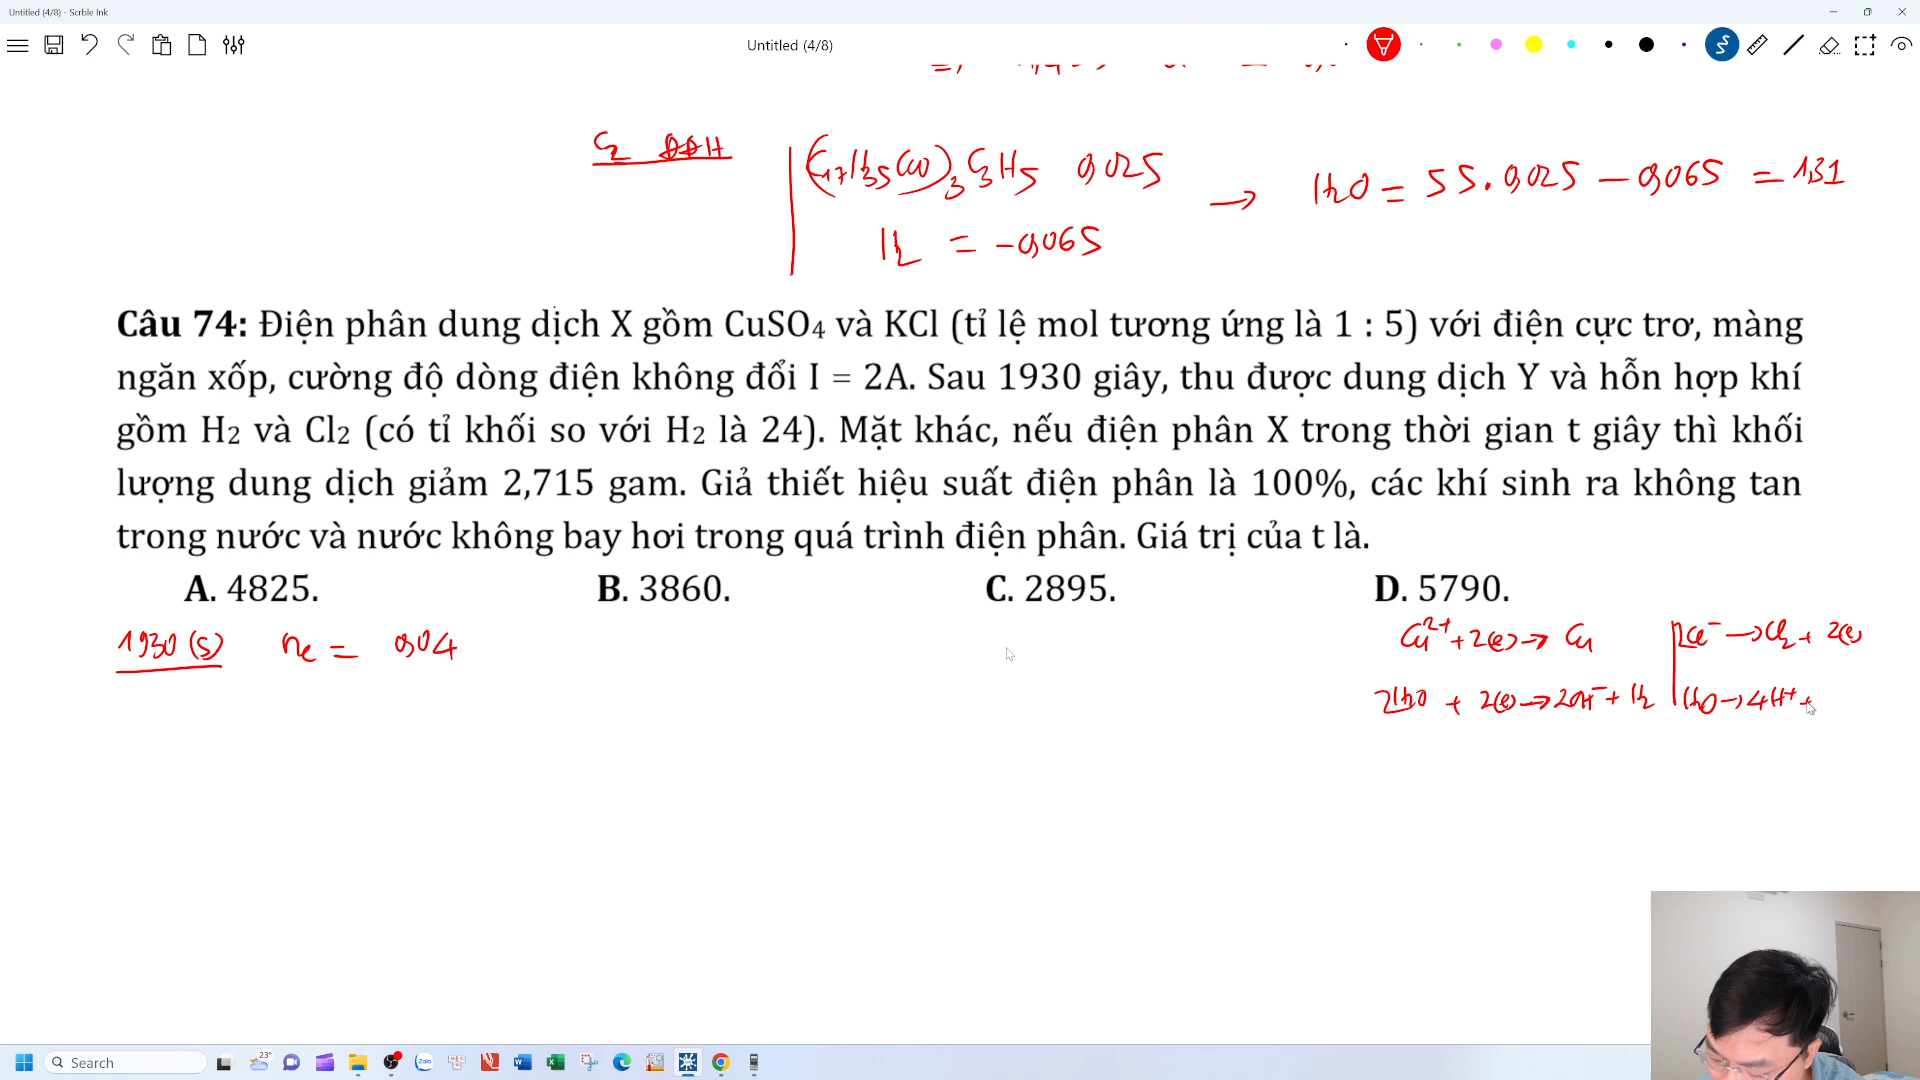 Untitled (4/8) - Scrble Ink
Untitled (4/8)
(C₁₇H₃₅COO)₃C₃H₅ 0,025
H₂ = -0,065
→ H₂O = 55.0,025 - 0,065 = 1,31
Câu 74: Điện phân dung dịch X gồm CuSO₄ và KCl (tỉ lệ mol tương ứng là 1 : 5) với điện cực trơ, màng
ngăn xốp, cường độ dòng điện không đổi I = 2A. Sau 1930 giây, thu được dung dịch Y và hỗn hợp khí
gồm H₂ và Cl₂ (có tỉ khối so với H₂ là 24). Mặt khác, nếu điện phân X trong thời gian t giây thì khối
lượng dung dịch giảm 2,715 gam. Giả thiết hiệu suất điện phân là 100%, các khí sinh ra không tan
trong nước và nước không bay hơi trong quá trình điện phân. Giá trị của t là.
A. 4825. B. 3860. C. 2895. D. 5790.
1930 (s) nₑ = 0,04
Cu²⁺ + 2(e) → Cu
2Cl⁻ → Cl₂ + 2(e)
2H₂O + 2(e) → 2OH⁻ + H₂
H₂O → 4H⁺ +
Search
23°
Zalo